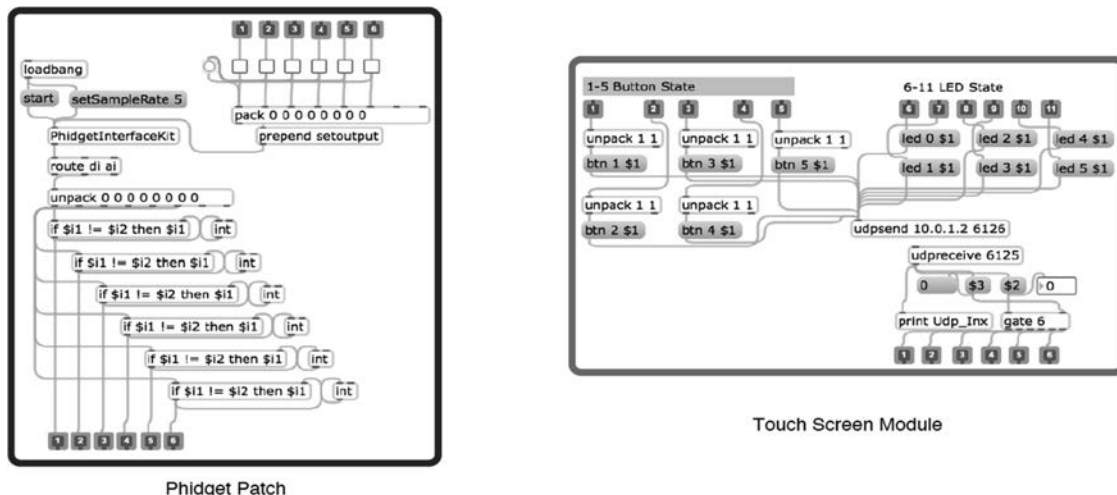 1 2 3 4 5 6
loadbang
start setSampleRate 5
pack 0 0 0 0 0 0 0 0
PhidgetInterfaceKit prepend setoutput
route di ai
unpack 0 0 0 0 0 0 0 0
if $i1 != $i2 then $i1 int
if $i1 != $i2 then $i1 int
if $i1 != $i2 then $i1 int
if $i1 != $i2 then $i1 int
if $i1 != $i2 then $i1 int
if $i1 != $i2 then $i1 int
1 2 3 4 5 6
Phidget Patch
1-5 Button State 6-11 LED State
1 2 3 4 5 6 7 8 9 10 11
unpack 1 1 unpack 1 1 unpack 1 1 led 0 $1 led 2 $1 led 4 $1
btn 1 $1 btn 3 $1 btn 5 $1 led 1 $1 led 3 $1 led 5 $1
unpack 1 1 unpack 1 1
btn 2 $1 btn 4 $1 udpsend 10.0.1.2 6126
udpreceive 6125
0 $3 $2 0
print Udp_Inx gate 6
1 2 3 4 5 6
Touch Screen Module